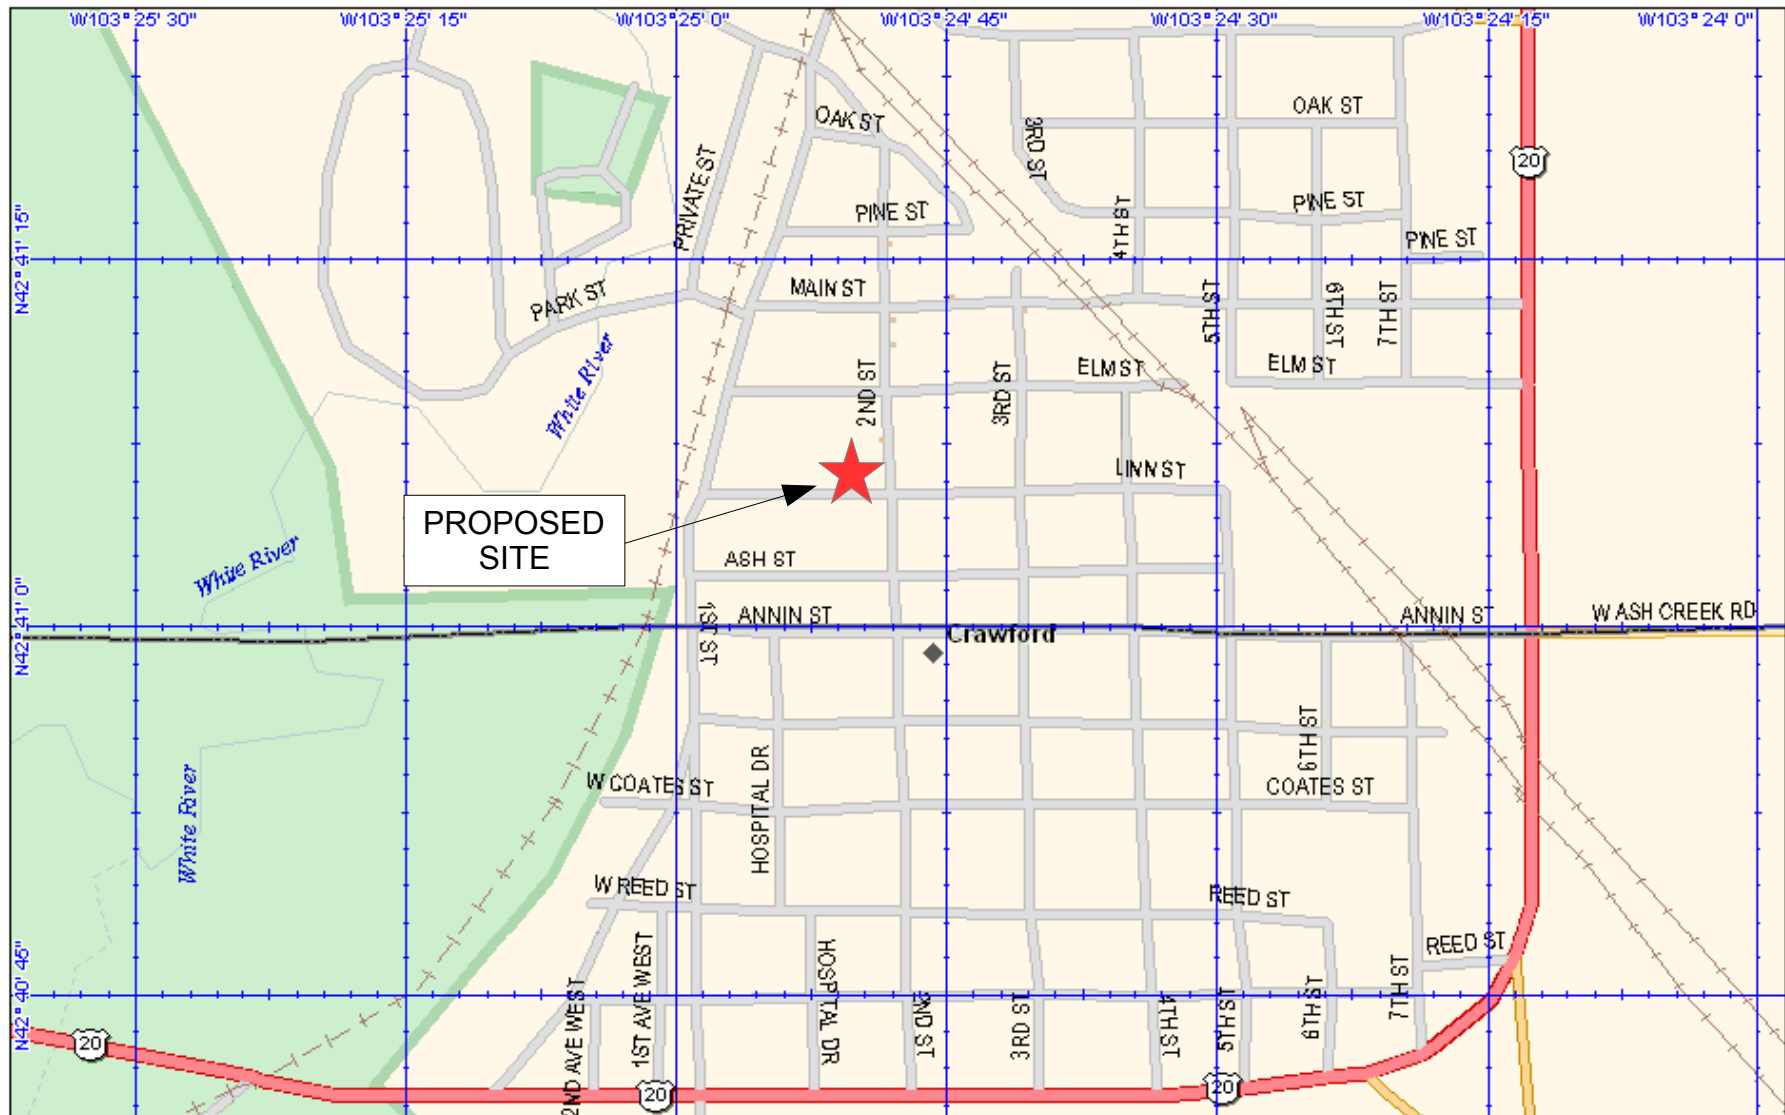 W103° 25' 30"
W103° 25' 15"
W103° 25' 0"
W103° 24' 45"
W103° 24' 30"
W103° 24' 15"
W103° 24' 0"
OAK ST
OAK ST
3RD ST
20
PRIVATE ST
PINE ST
PINE ST
4TH ST
PINE ST
N42° 41' 15"
PARK ST
MAIN ST
5TH ST
6TH ST
7TH ST
White River
2ND ST
3RD ST
ELM ST
ELM ST
LINN ST
PROPOSED
SITE
White River
ASH ST
N42° 41' 0"
1ST ST
ANNIN ST
ANNIN ST
W ASH CREEK RD
Crawford
6TH ST
White River
W COATES ST
HOSPITAL DR
COATES ST
W REED ST
REED ST
REED ST
N42° 40' 45"
2ND AVE WEST
1ST AVE WEST
HOSPITAL DR
2ND ST
3RD ST
4TH ST
5TH ST
6TH ST
7TH ST
20
20
20